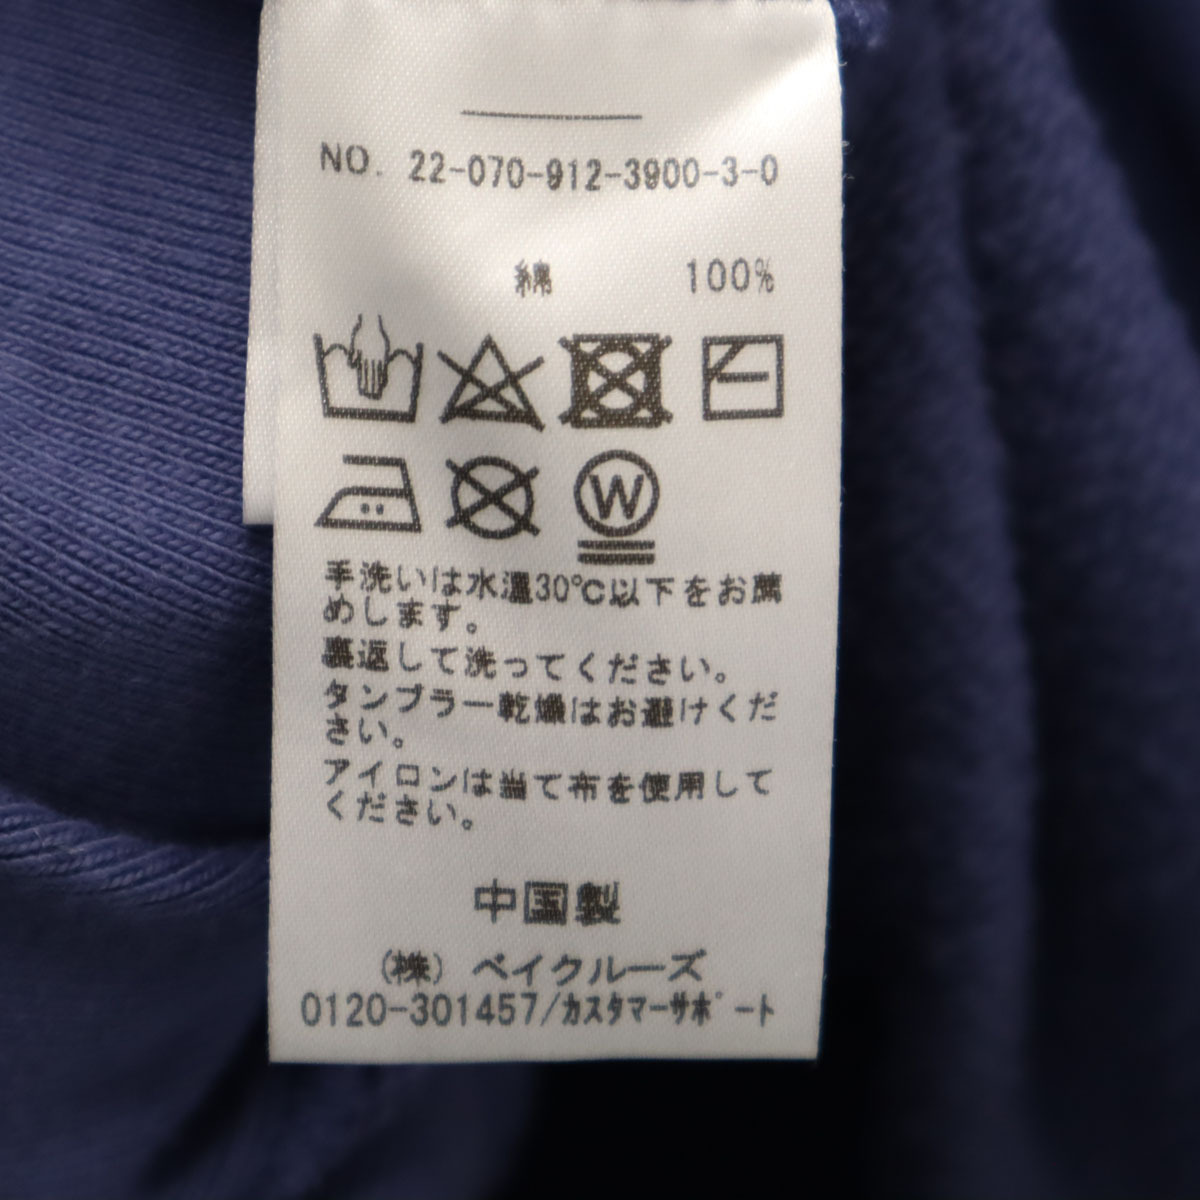 NO. 22-070-912-3900-3-0
綿 100%
W
手洗いは水温30℃以下をお薦
めします。
裏返して洗ってください。
タンブラー乾燥はお避けくだ
さい。
アイロンは当て布を使用して
ください。
中国製
(株) ベイクルーズ
0120-301457/カスタマーサポート